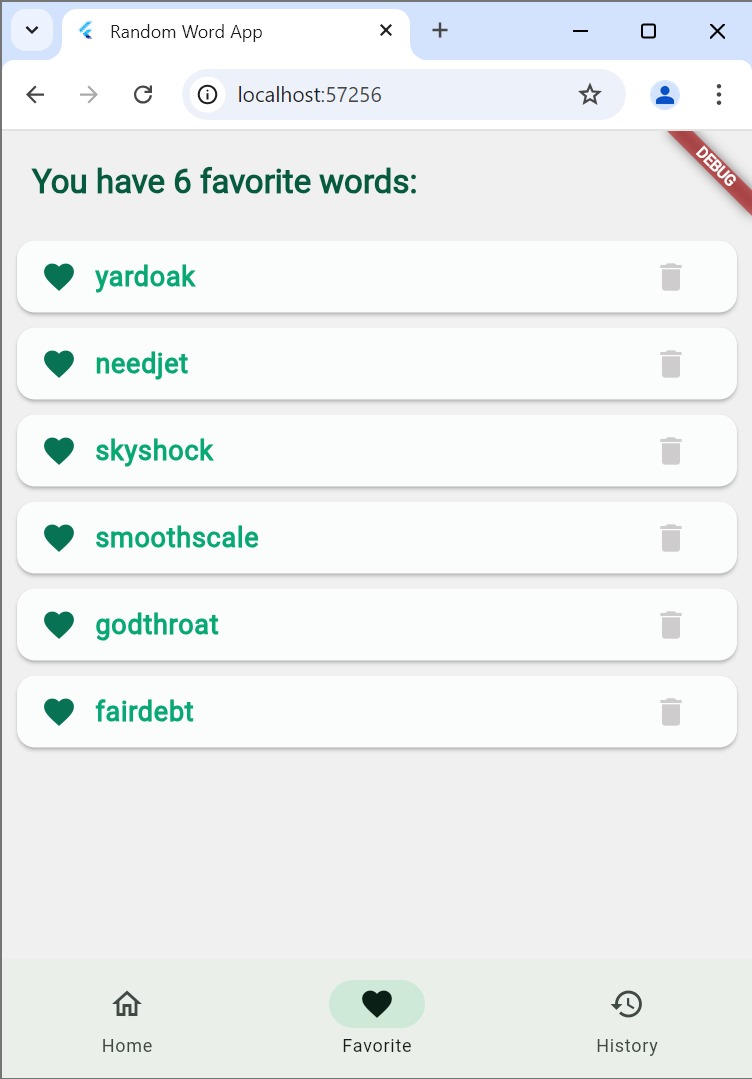 Random Word App
localhost:57256
DEBUG
You have 6 favorite words:
yardoak
needjet
skyshock
smoothscale
godthroat
fairdebt
Home
Favorite
History